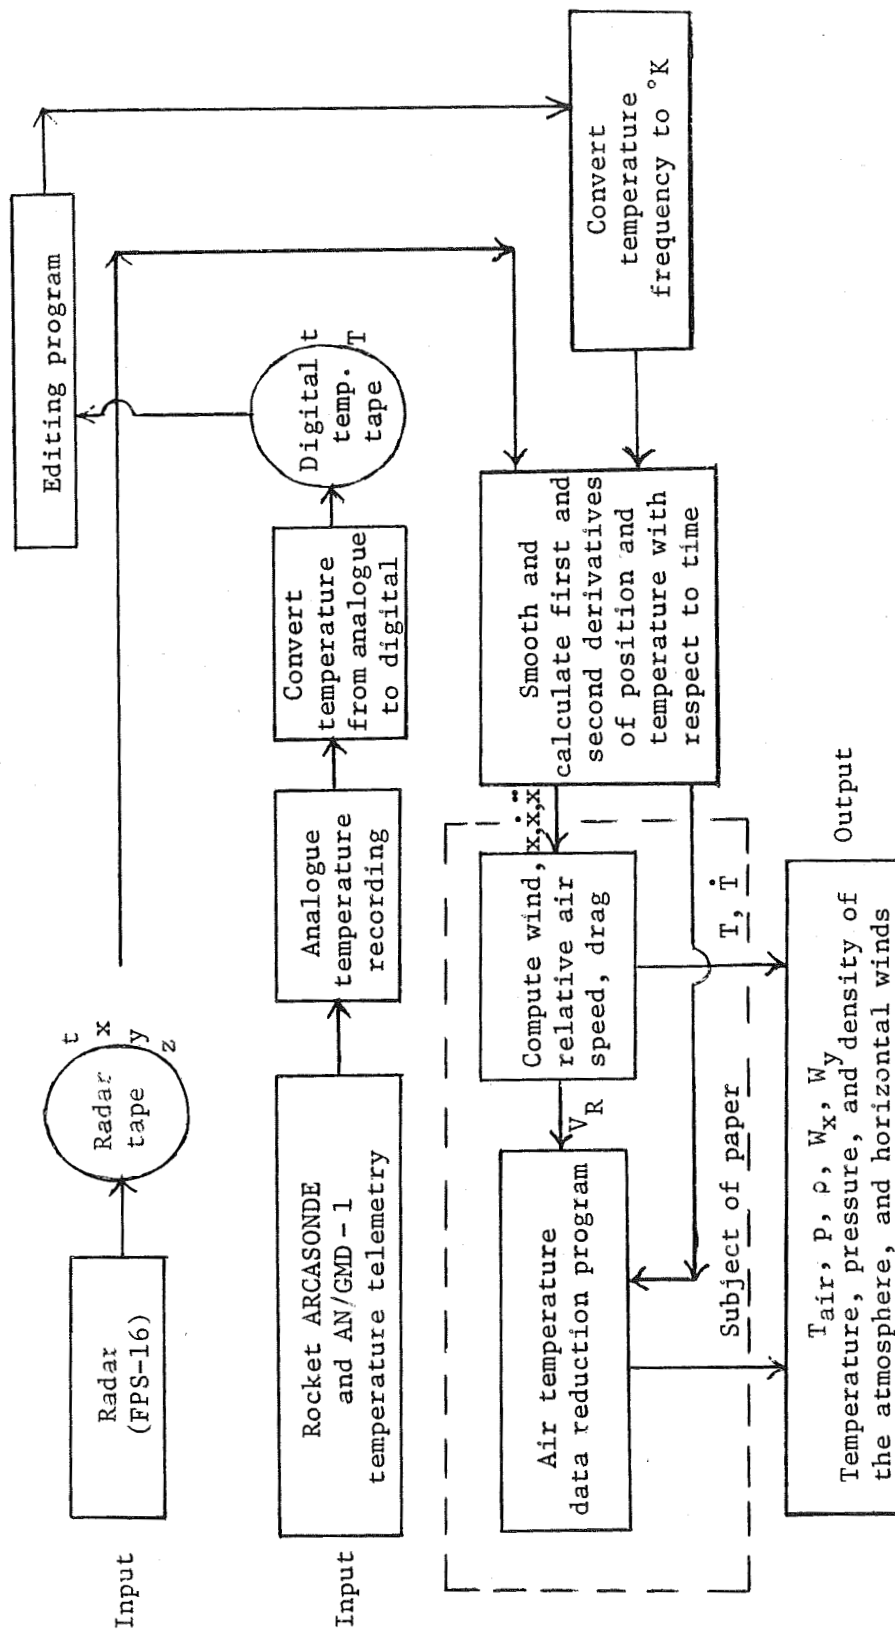 Input
Radar
(FPS-16)
Radar
tape
t
x
y
z
Editing program
Input
Rocket ARCASONDE
and AN/GMD-1
temperature telemetry
Analogue
temperature
recording
Convert
temperature
from analogue
to digital
Digital
temp.
tape
t
T
Convert
temperature
frequency to °K
Smooth and
calculate first and
second derivatives
of position and
temperature with
respect to time
x,ẋ,ẍ
Compute wind,
relative air
speed, drag
V_R
Air temperature
data reduction program
T, Ṫ
Subject of paper
Output
T_air, p, ρ, W_x, W_y
Temperature, pressure, and density of
the atmosphere, and horizontal winds